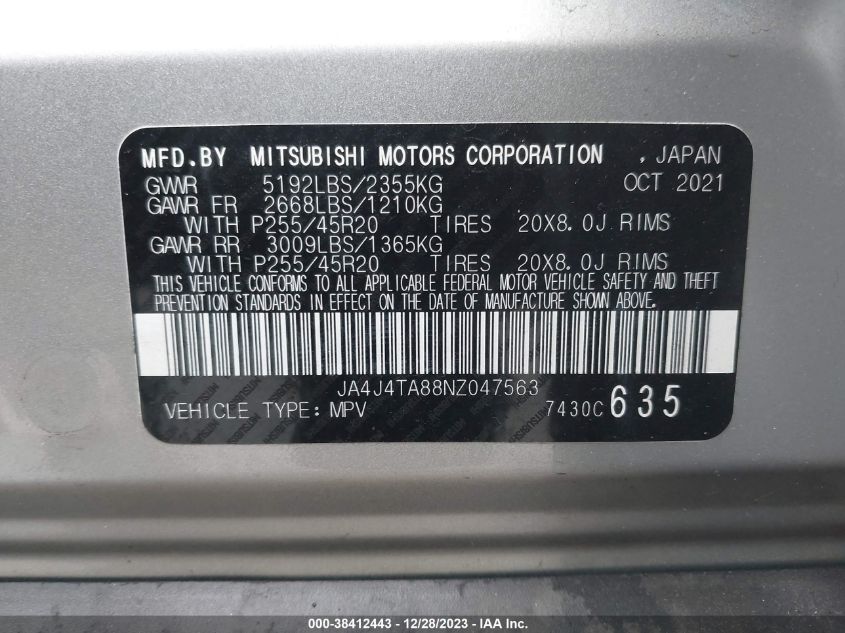 MFD.BY MITSUBISHI MOTORS CORPORATION , JAPAN
GVWR 5192LBS/2355KG OCT 2021
GAWR FR 2668LBS/1210KG
WITH P255/45R20 TIRES 20X8.0J RIMS
GAWR RR 3009LBS/1365KG
WITH P255/45R20 TIRES 20X8.0J RIMS
THIS VEHICLE CONFORMS TO ALL APPLICABLE FEDERAL MOTOR VEHICLE SAFETY AND THEFT
PREVENTION STANDARDS IN EFFECT ON THE DATE OF MANUFACTURE SHOWN ABOVE.
JA4J4TA88NZ047563
VEHICLE TYPE: MPV 7430C 635
000-38412443 - 12/28/2023 - IAA Inc.